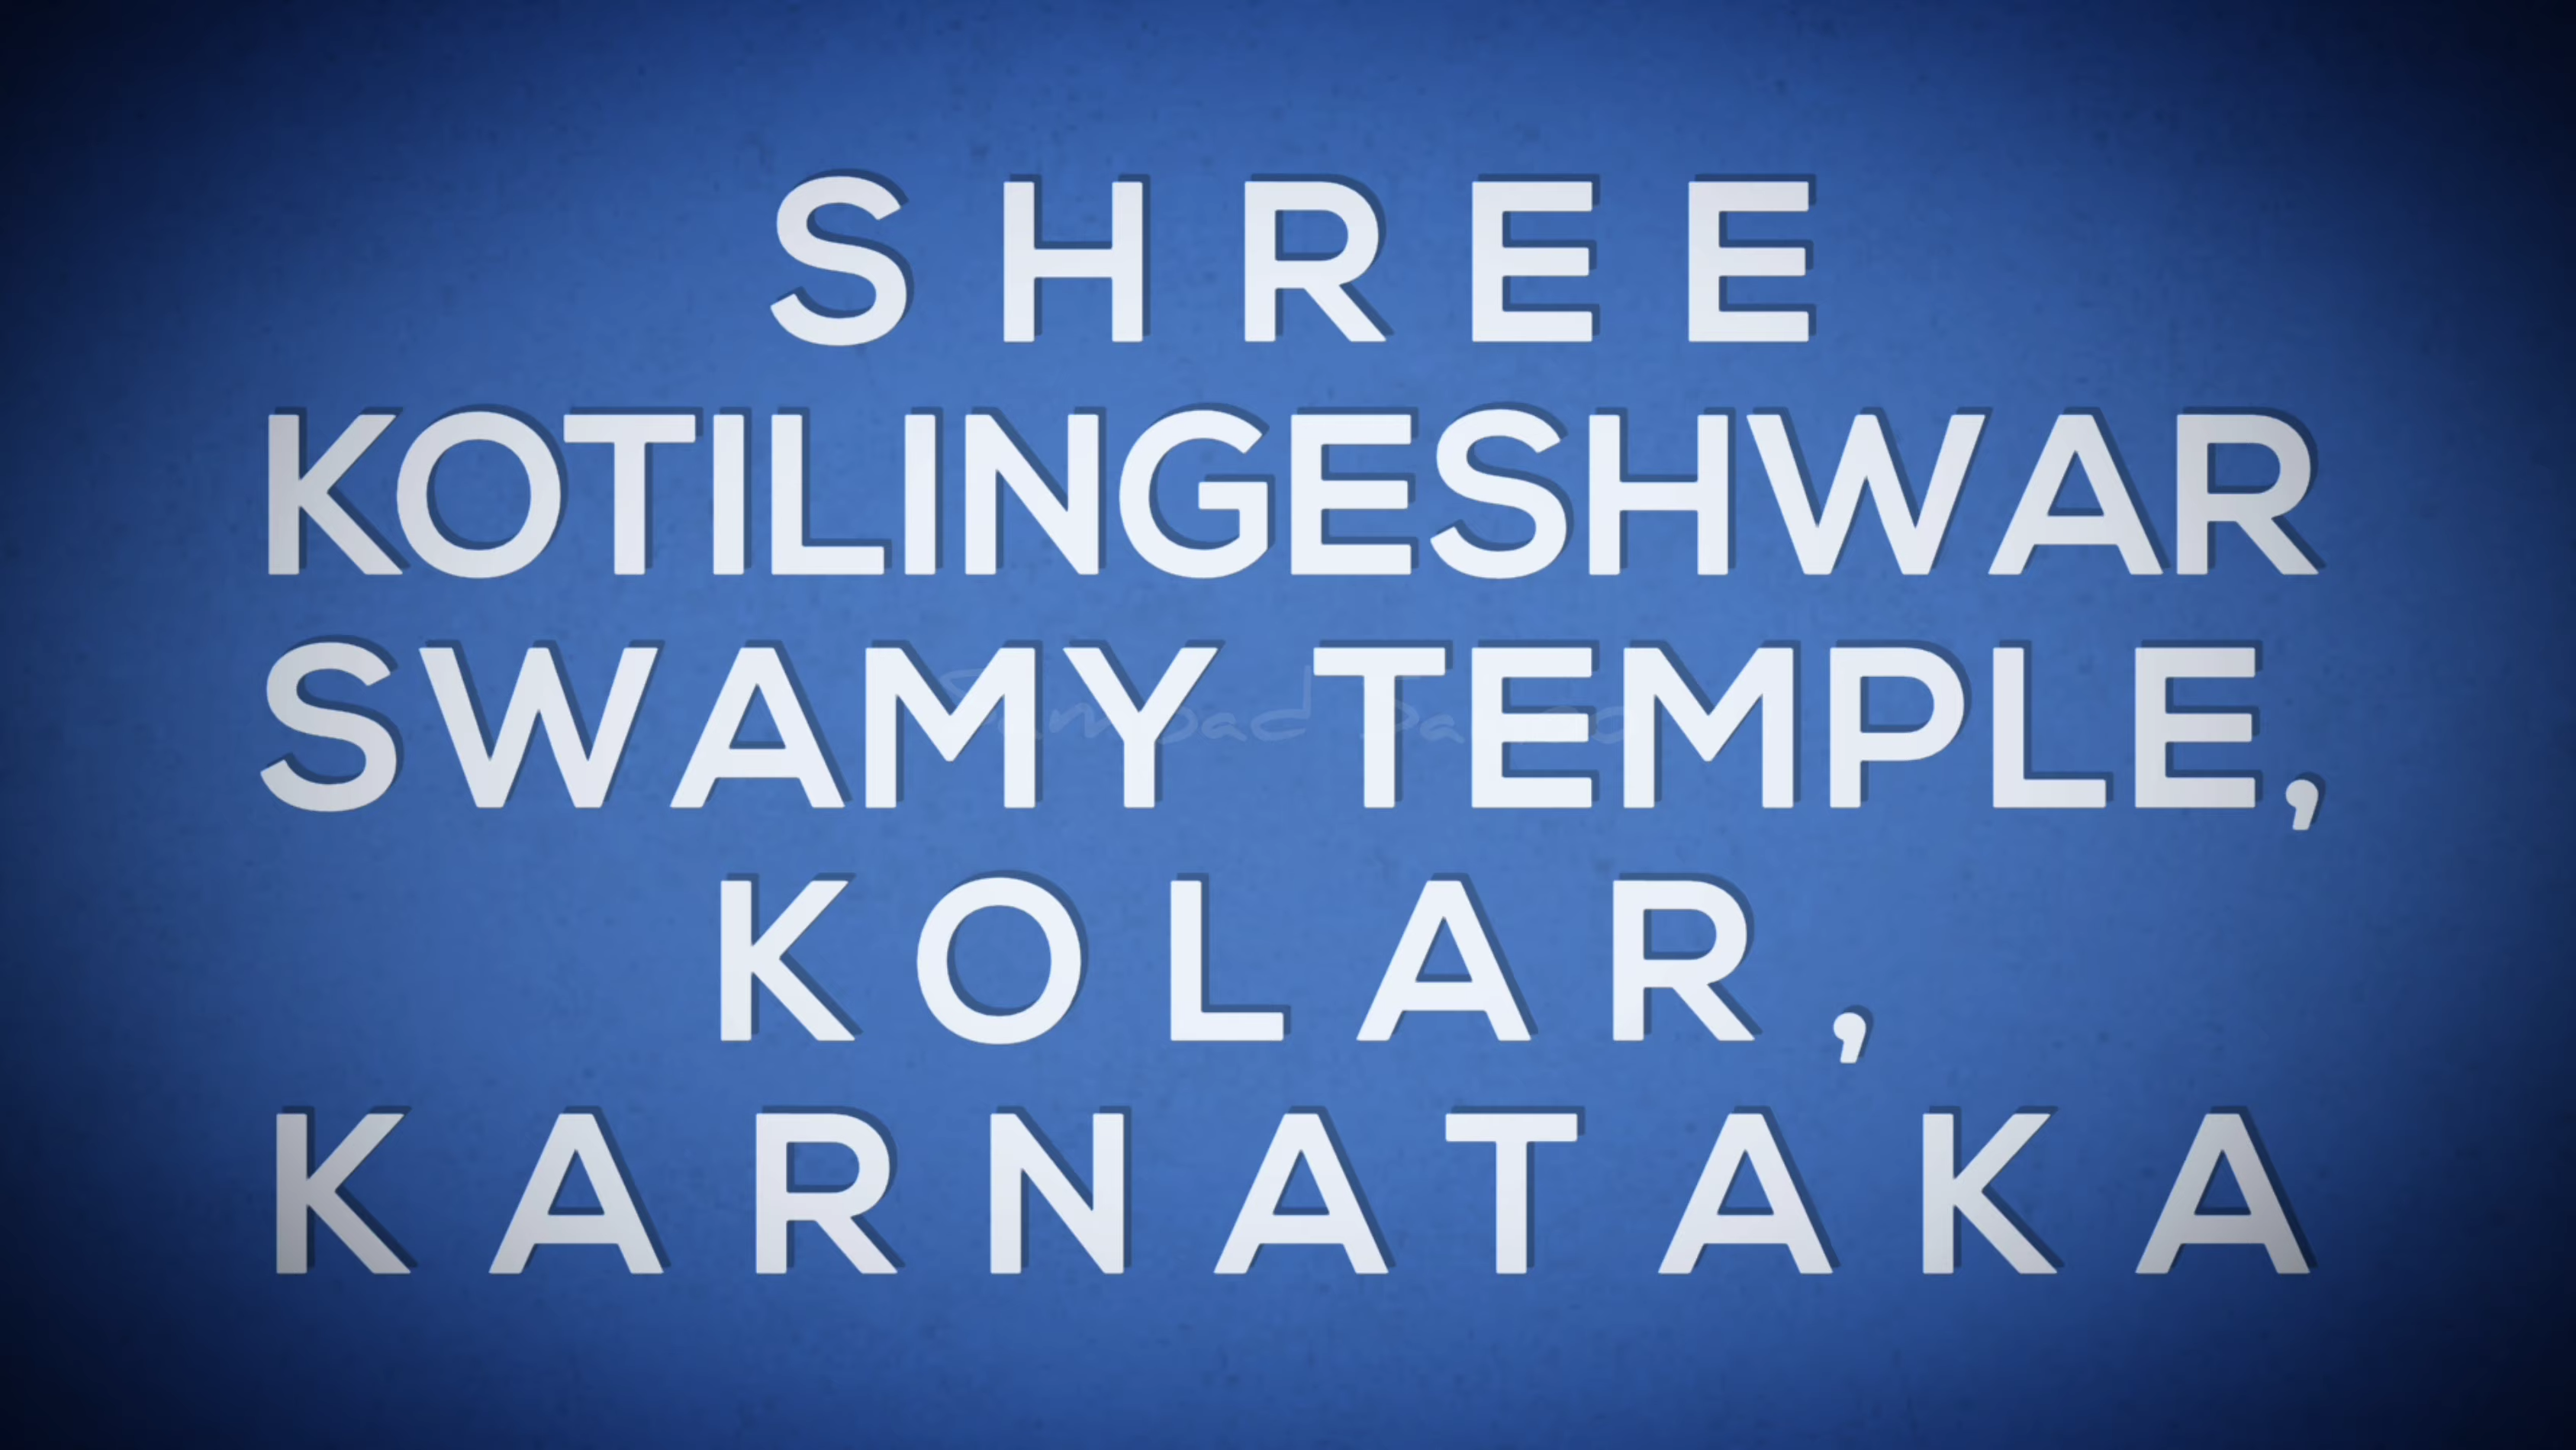 SHREE
KOTILINGESHWAR
SWAMY TEMPLE,
KOLAR,
KARNATAKA